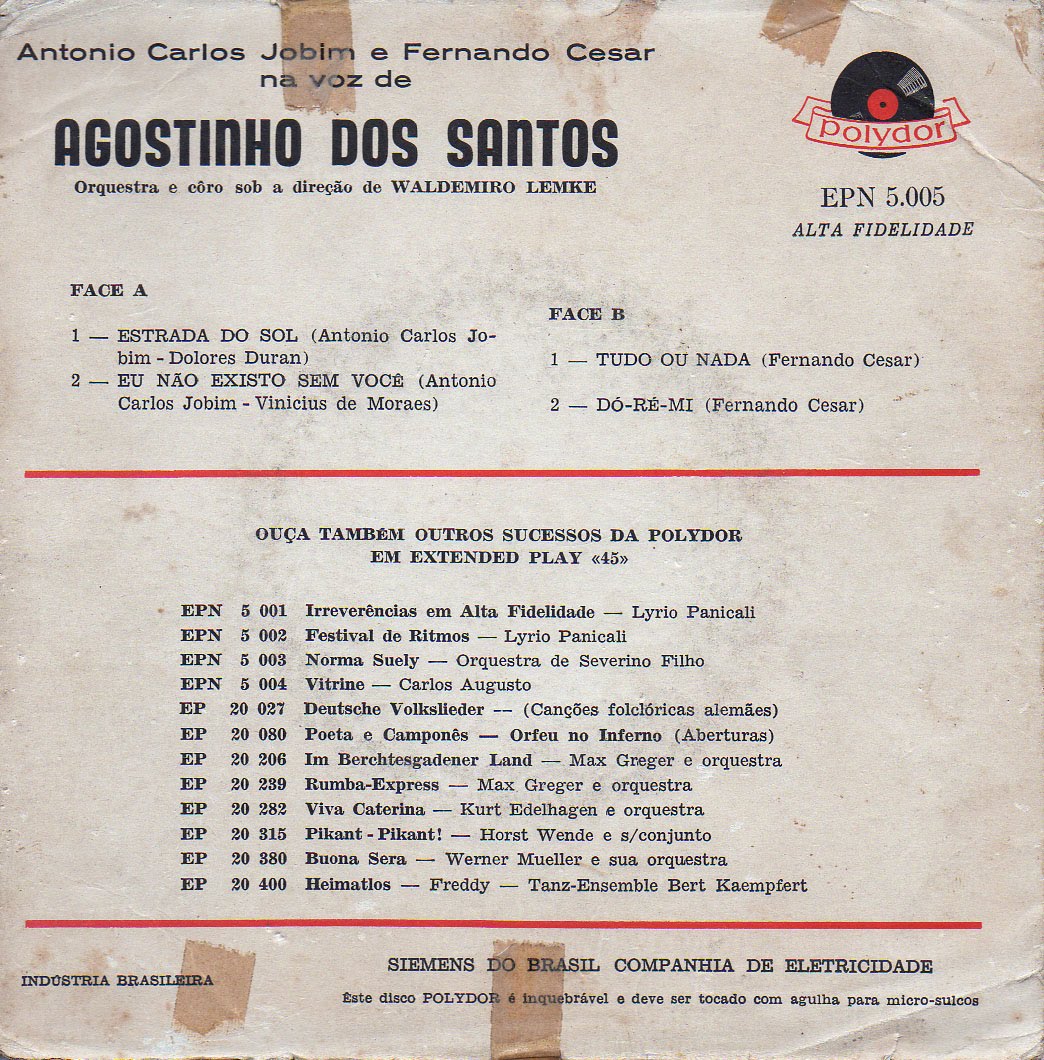 Antonio Carlos Jobim e Fernando Cesar
na voz de
AGOSTINHO DOS SANTOS
Orquestra e côro sob a direção de WALDEMIRO LEMKE
polydor
EPN 5.005
ALTA FIDELIDADE
FACE A
1 — ESTRADA DO SOL (Antonio Carlos Jo-
bim - Dolores Duran)
2 — EU NÃO EXISTO SEM VOCÊ (Antonio
Carlos Jobim - Vinicius de Moraes)
FACE B
1 — TUDO OU NADA (Fernando Cesar)
2 — DÓ-RÉ-MI (Fernando Cesar)
OUÇA TAMBÉM OUTROS SUCESSOS DA POLYDOR
EM EXTENDED PLAY «45»
EPN 5 001 Irreverências em Alta Fidelidade — Lyrio Panicali
EPN 5 002 Festival de Ritmos — Lyrio Panicali
EPN 5 003 Norma Suely — Orquestra de Severino Filho
EPN 5 004 Vitrine — Carlos Augusto
EP 20 027 Deutsche Volkslieder -- (Canções folclóricas alemães)
EP 20 080 Poeta e Camponês — Orfeu no Inferno (Aberturas)
EP 20 206 Im Berchtesgadener Land — Max Greger e orquestra
EP 20 239 Rumba-Express — Max Greger e orquestra
EP 20 282 Viva Caterina — Kurt Edelhagen e orquestra
EP 20 315 Pikant - Pikant! — Horst Wende e s/conjunto
EP 20 380 Buona Sera — Werner Mueller e sua orquestra
EP 20 400 Heimatlos — Freddy — Tanz-Ensemble Bert Kaempfert
INDÚSTRIA BRASILEIRA
SIEMENS DO BRASIL COMPANHIA DE ELETRICIDADE
Êste disco POLYDOR é inquebrável e deve ser tocado com agulha para micro-sulcos